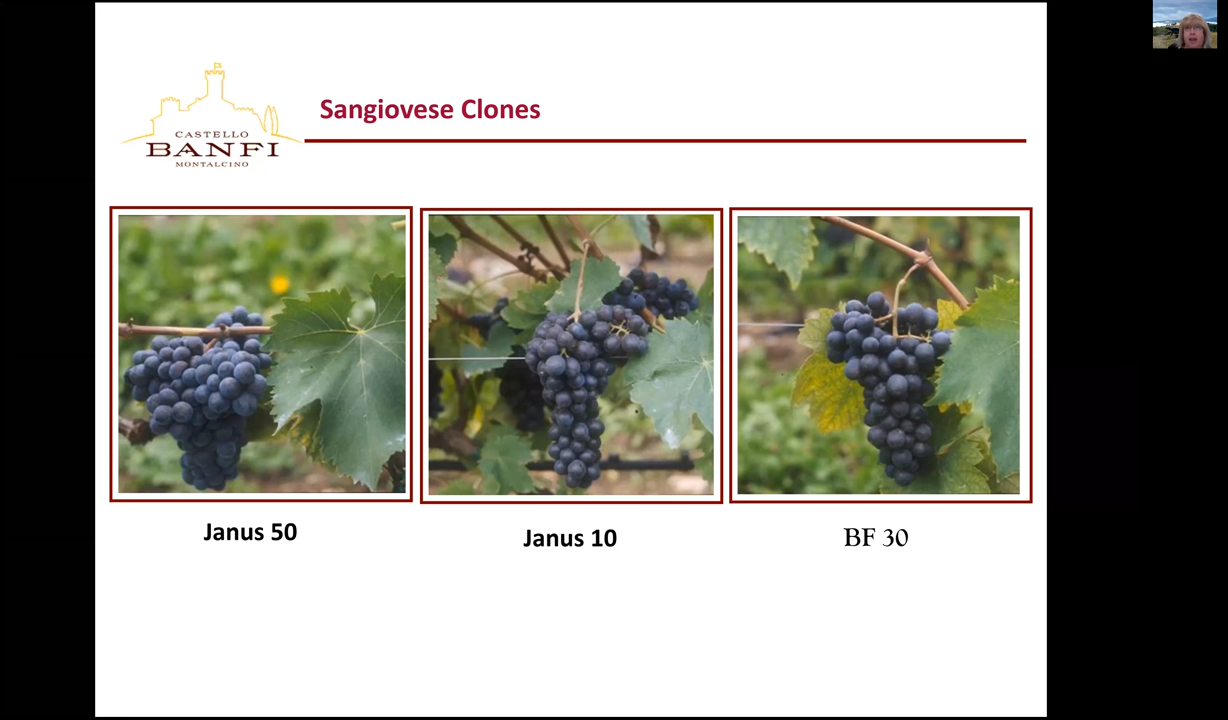 CASTELLO
BANFI
MONTALCINO
Sangiovese Clones
Janus 50
Janus 10
BF 30